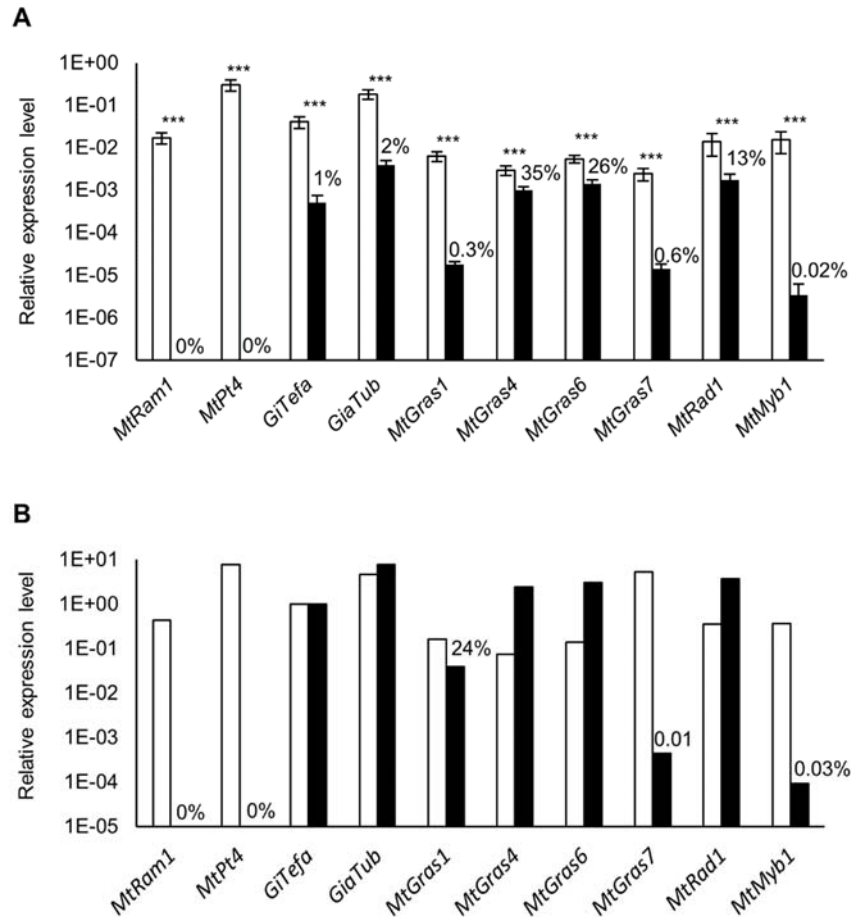 A
Relative expression level
1E+00
1E-01
1E-02
1E-03
1E-04
1E-05
1E-06
1E-07
*** *** *** *** *** *** *** *** *** ***
0% 0% 1% 2% 0.3% 35% 26% 0.6% 13% 0.02%
MtRam1 MtPt4 GiTefa GiaTub MtGras1 MtGras4 MtGras6 MtGras7 MtRad1 MtMyb1
B
Relative expression level
1E+01
1E+00
1E-01
1E-02
1E-03
1E-04
1E-05
0% 0% 24% 0.01 0.03%
MtRam1 MtPt4 GiTefa GiaTub MtGras1 MtGras4 MtGras6 MtGras7 MtRad1 MtMyb1